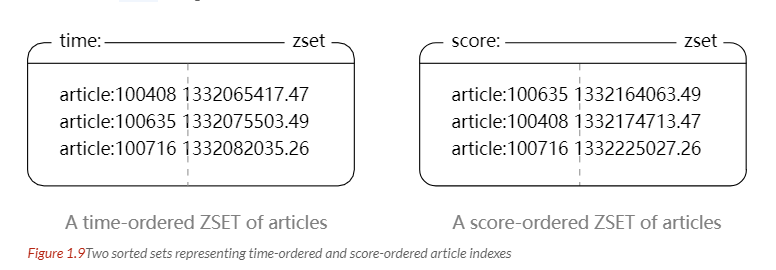 time: zset
article:100408 1332065417.47
article:100635 1332075503.49
article:100716 1332082035.26
A time-ordered ZSET of articles
score: zset
article:100635 1332164063.49
article:100408 1332174713.47
article:100716 1332225027.26
A score-ordered ZSET of articles
Figure 1.9Two sorted sets representing time-ordered and score-ordered article indexes